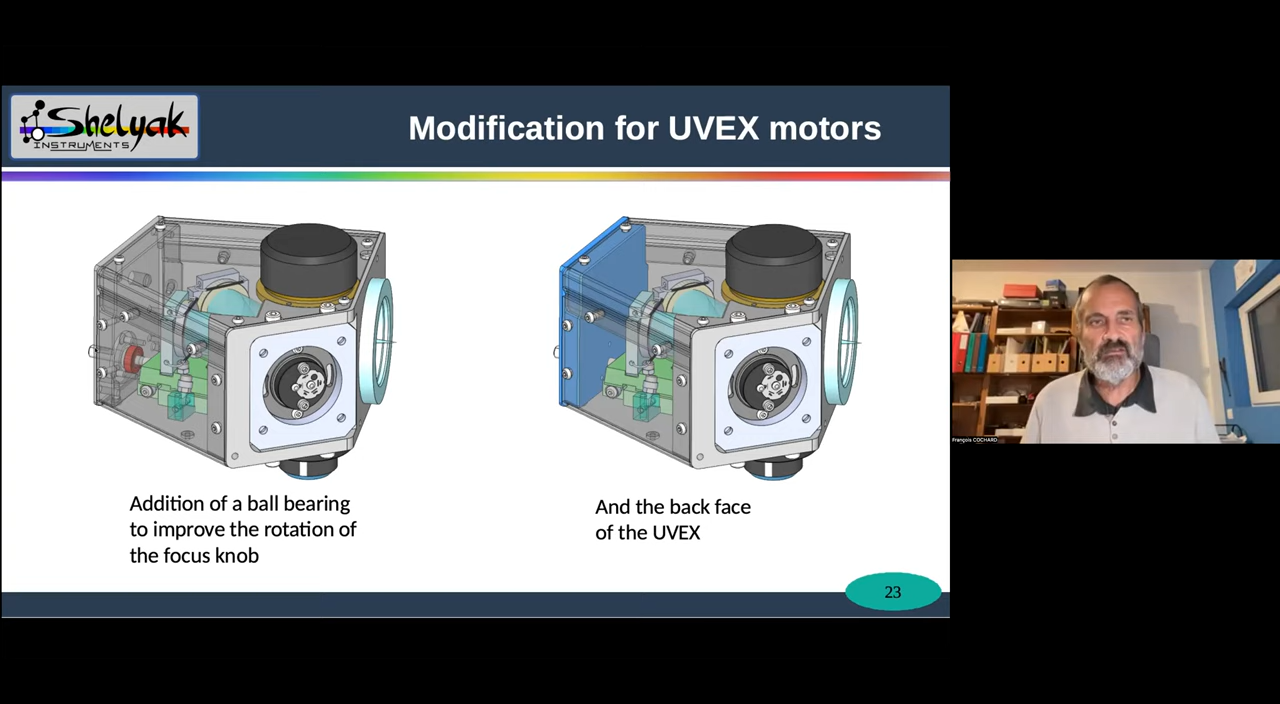 Shelyak
INSTRUMENTS
Modification for UVEX motors
Addition of a ball bearing
to improve the rotation of
the focus knob
And the back face
of the UVEX
23
François COCHARD